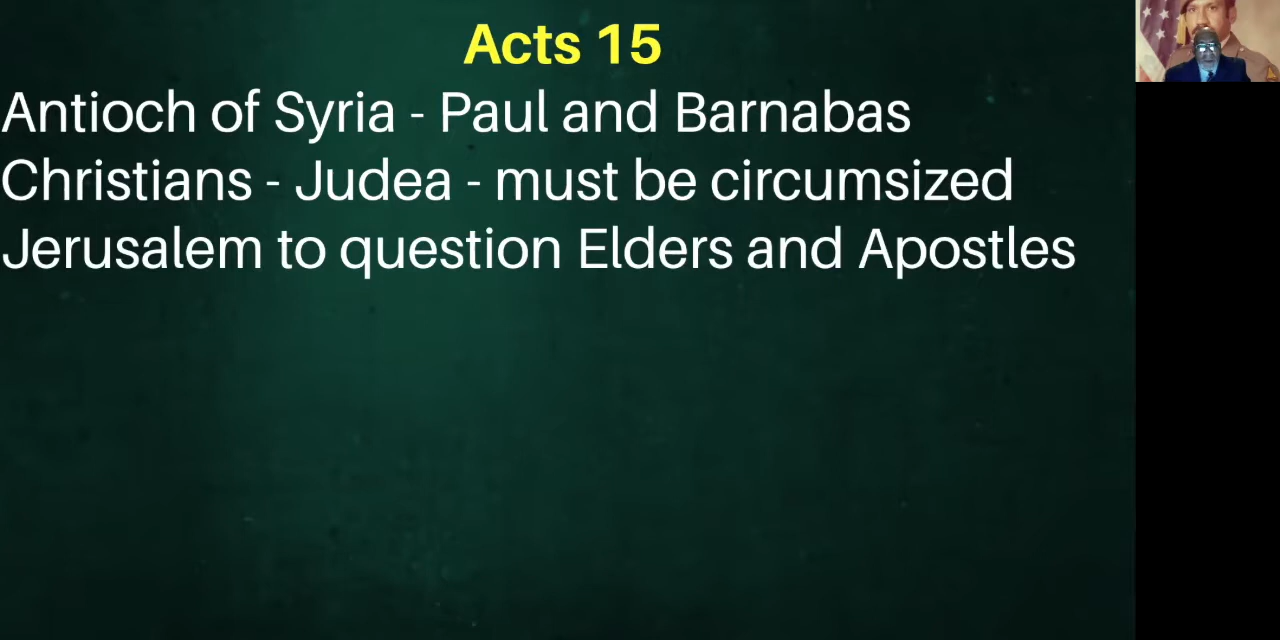 Acts 15
Antioch of Syria - Paul and Barnabas
Christians - Judea - must be circumsized
Jerusalem to question Elders and Apostles